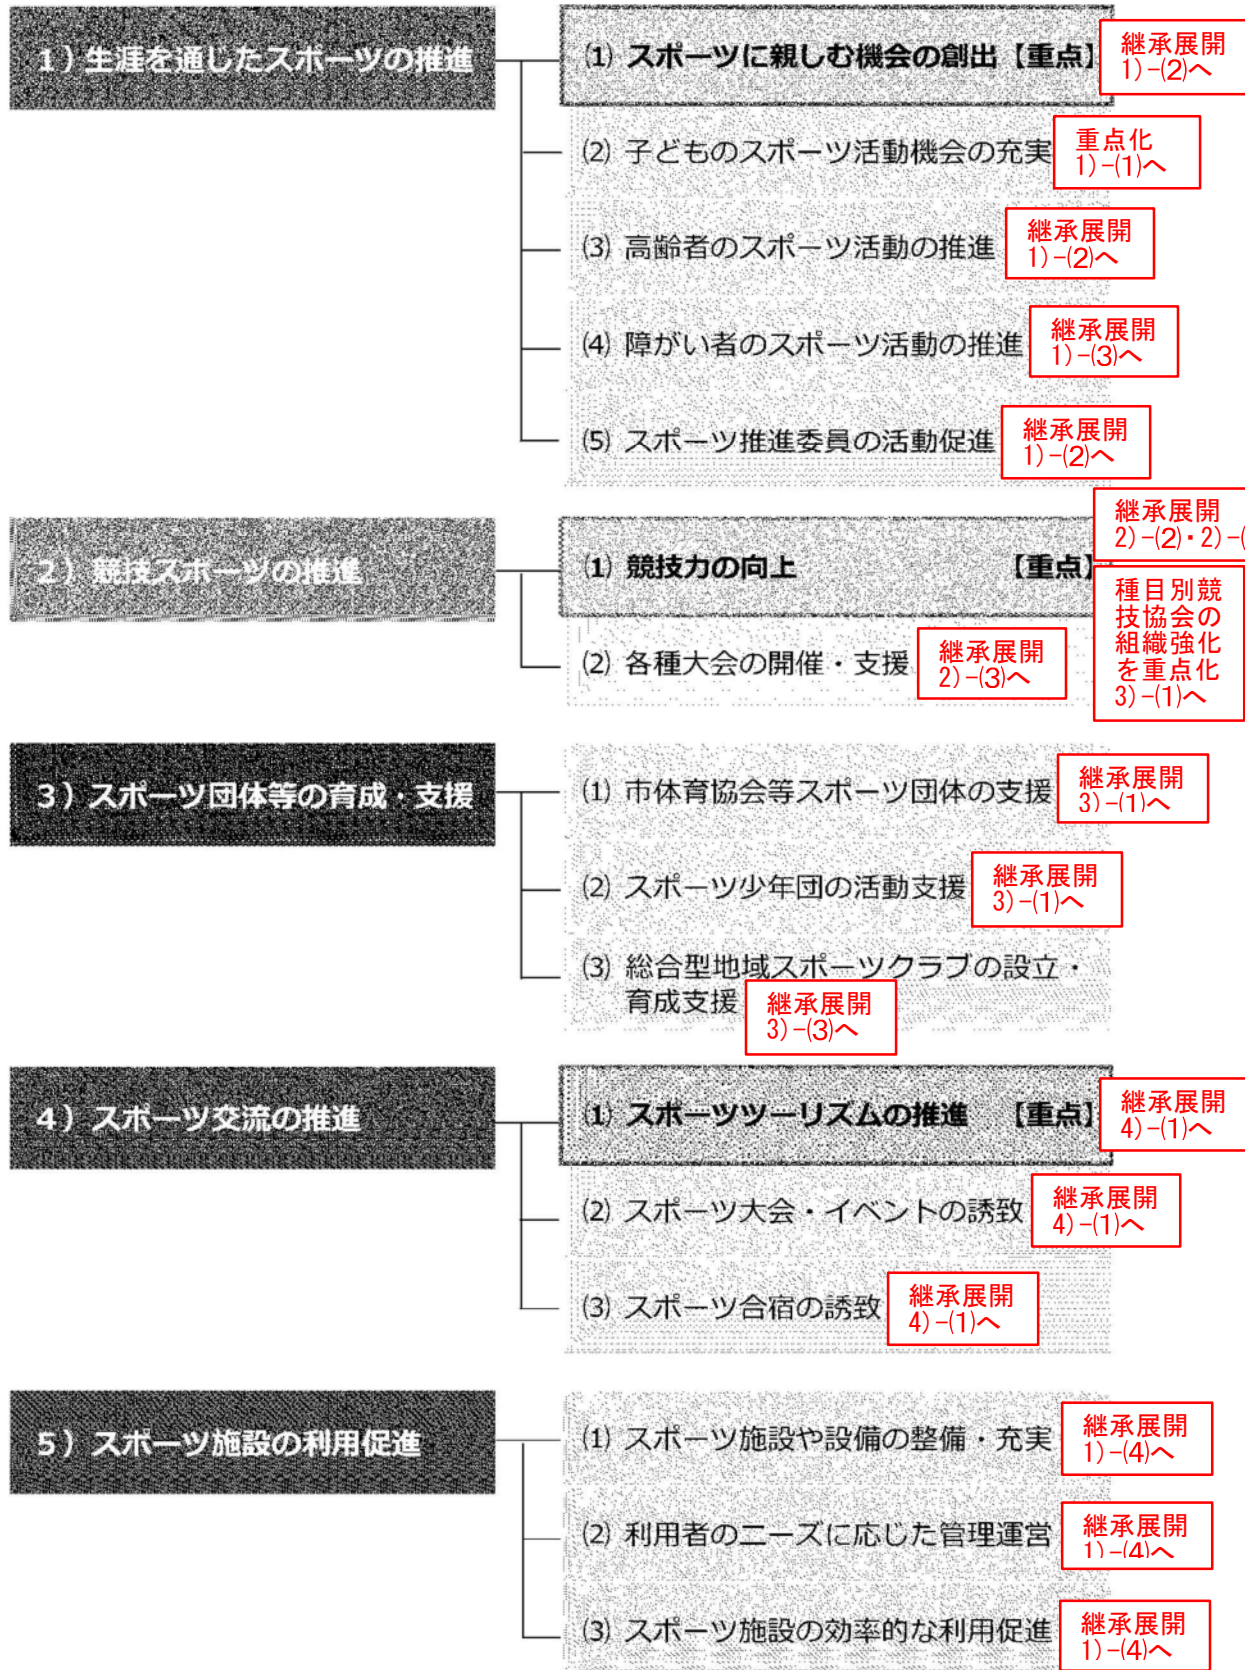 1）生涯を通じたスポーツの推進
⑴ スポーツに親しむ機会の創出【重点】
継承展開
1）-⑵へ
⑵ 子どものスポーツ活動機会の充実
重点化
1）-⑴へ
⑶ 高齢者のスポーツ活動の推進
継承展開
1）-⑵へ
⑷ 障がい者のスポーツ活動の推進
継承展開
1）-⑶へ
⑸ スポーツ推進委員の活動促進
継承展開
1）-⑵へ
2）競技スポーツの推進
⑴ 競技力の向上 【重点】
継承展開
2）-⑵・2）-(
種目別競
技協会の
組織強化
を重点化
3）-⑴へ
⑵ 各種大会の開催・支援
継承展開
2）-⑶へ
3）スポーツ団体等の育成・支援
⑴ 市体育協会等スポーツ団体の支援
継承展開
3）-⑴へ
⑵ スポーツ少年団の活動支援
継承展開
3）-⑴へ
⑶ 総合型地域スポーツクラブの設立・
育成支援
継承展開
3）-⑶へ
4）スポーツ交流の推進
⑴ スポーツツーリズムの推進 【重点】
継承展開
4）-⑴へ
⑵ スポーツ大会・イベントの誘致
継承展開
4）-⑴へ
⑶ スポーツ合宿の誘致
継承展開
4）-⑴へ
5）スポーツ施設の利用促進
⑴ スポーツ施設や設備の整備・充実
継承展開
1）-⑷へ
⑵ 利用者のニーズに応じた管理運営
継承展開
1）-⑷へ
⑶ スポーツ施設の効率的な利用促進
継承展開
1）-⑷へ